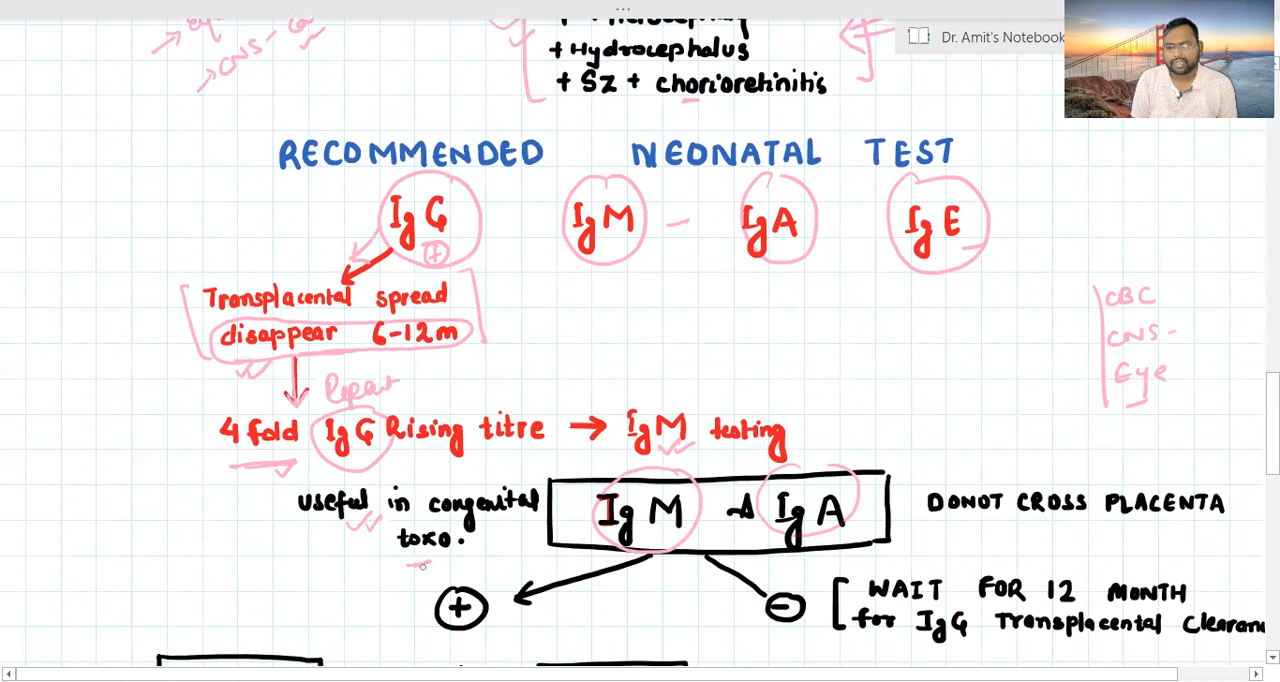 → CNS -
+ Hydrocephalus
+ SZ + chorioretinitis
Dr. Amit's Notebook
RECOMMENDED NEONATAL TEST
IgG IgM - IgA IgE
+
Transplacental spread
disappear 6-12m
CBC
CNS -
Eye
Repeat
4 fold IgG Rising titre → IgM testing
useful in congenital
toxo.
IgM & IgA
DONOT CROSS PLACENTA
+
-
WAIT FOR 12 MONTH
for IgG Transplacental